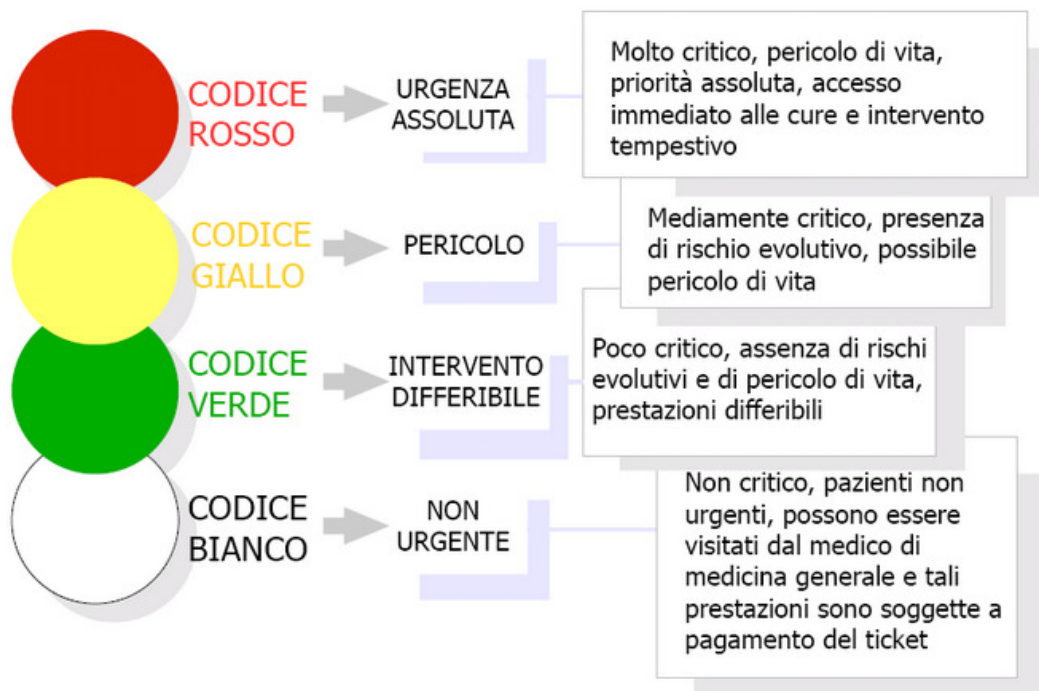 CODICE
ROSSO
URGENZA
ASSOLUTA
Molto critico, pericolo di vita,
priorità assoluta, accesso
immediato alle cure e intervento
tempestivo
CODICE
GIALLO
PERICOLO
Mediamente critico, presenza
di rischio evolutivo, possibile
pericolo di vita
CODICE
VERDE
INTERVENTO
DIFFERIBILE
Poco critico, assenza di rischi
evolutivi e di pericolo di vita,
prestazioni differibili
CODICE
BIANCO
NON
URGENTE
Non critico, pazienti non
urgenti, possono essere
visitati dal medico di
medicina generale e tali
prestazioni sono soggette a
pagamento del ticket